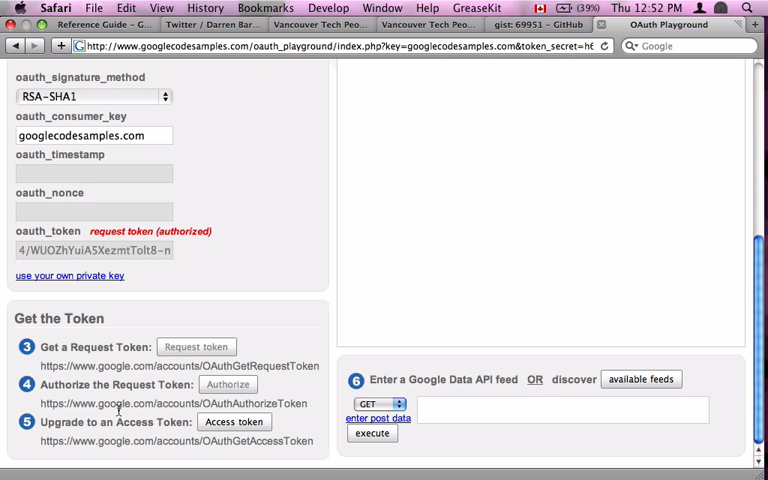 Safari File Edit View History Bookmarks Develop Window Help GreaseKit (39%) Thu 12:52 PM
Reference Guide – G... Twitter / Darren Bar... Vancouver Tech Peo... Vancouver Tech Peo... gist: 69951 — GitHub OAuth Playground
http://www.googlecodesamples.com/oauth_playground/index.php?key=googlecodesamples.com&token_secret=h6 Google
oauth_signature_method
RSA-SHA1
oauth_consumer_key
googlecodesamples.com
oauth_timestamp
oauth_nonce
oauth_token request token (authorized)
4/WUOZhYuiA5XezmtTolt8-n
use your own private key
Get the Token
3 Get a Request Token: Request token
https://www.google.com/accounts/OAuthGetRequestToken
4 Authorize the Request Token: Authorize
https://www.google.com/accounts/OAuthAuthorizeToken
5 Upgrade to an Access Token: Access token
https://www.google.com/accounts/OAuthGetAccessToken
6 Enter a Google Data API feed OR discover available feeds
GET
enter post data
execute